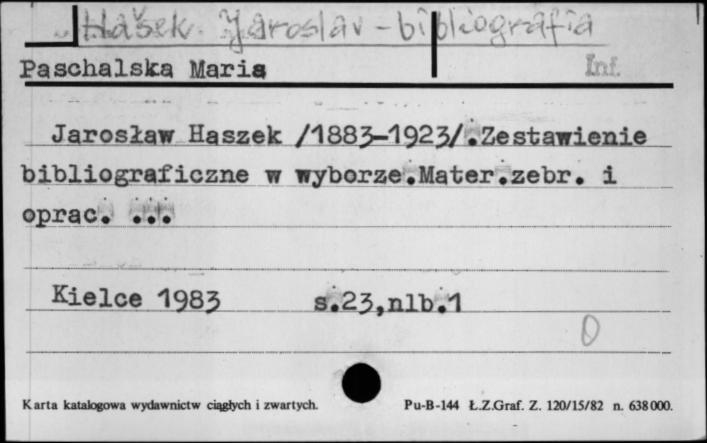 Hašek Jaroslav - bibliografia
Paschalska Maria
Inf.
Jarosław Haszek /1883-1923/.Zestawienie
bibliograficzne w wyborze.Mater.zebr. i
oprac. ...
Kielce 1983 s.23,nlb.1
0
Karta katalogowa wydawnictw ciągłych i zwartych.
Pu-B-144 Ł.Z.Graf. Z. 120/15/82 n. 638000.